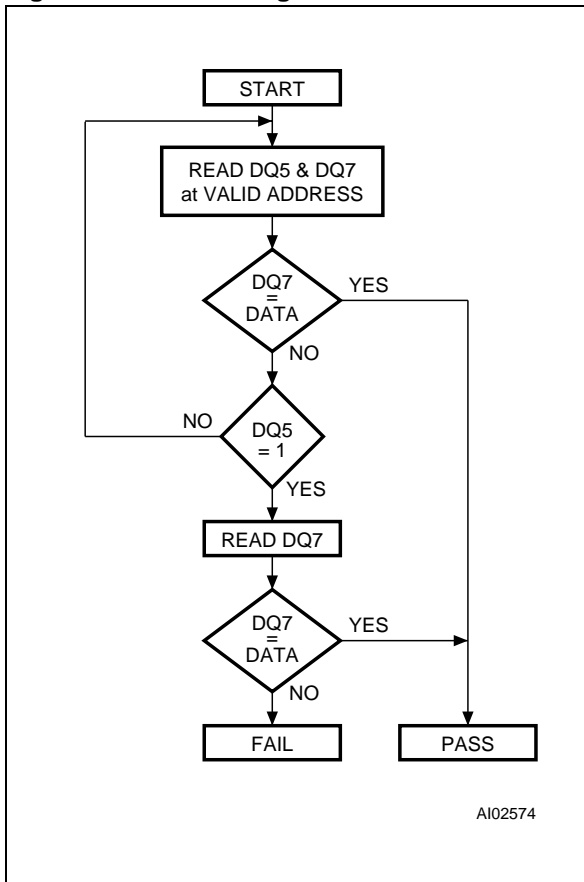 START
READ DQ5 & DQ7
at VALID ADDRESS
DQ7
=
DATA
YES
NO
NO
DQ5
= 1
YES
READ DQ7
DQ7
=
DATA
YES
NO
FAIL
PASS
AI02574